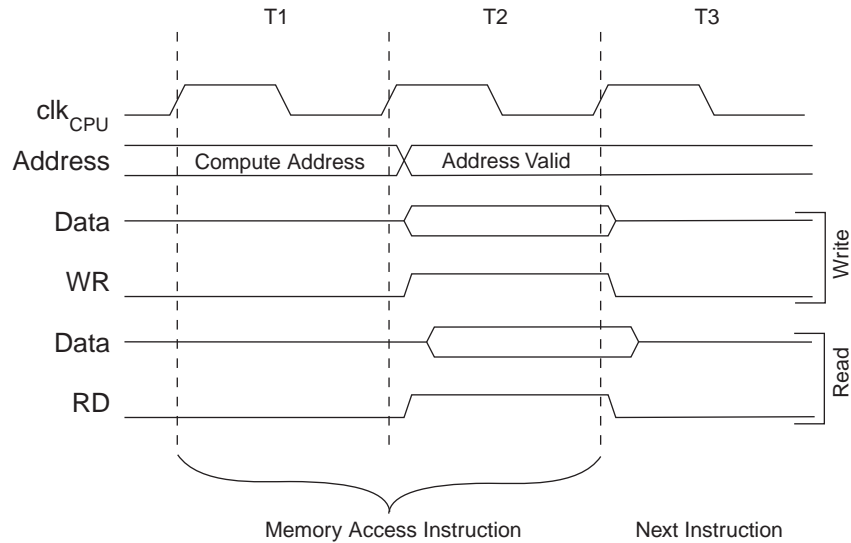 T1 T2 T3
clkCPU
Address Compute Address Address Valid
Data
WR
Write
Data
RD
Read
Memory Access Instruction Next Instruction